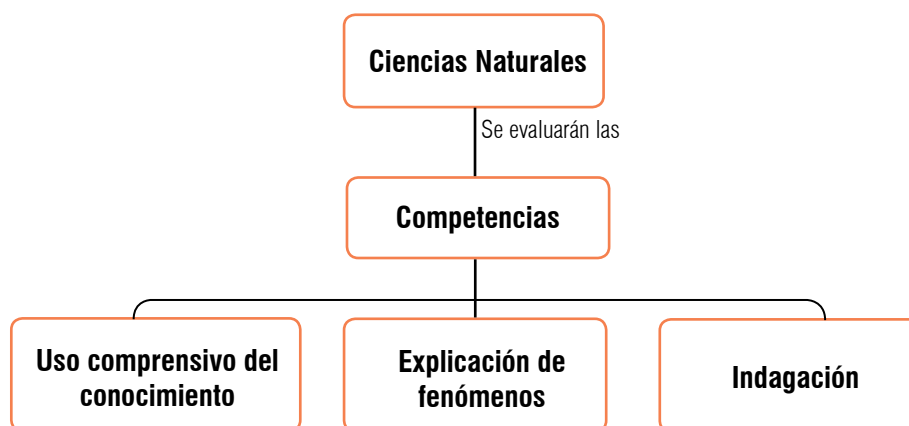 Ciencias Naturales
Se evaluarán las
Competencias
Uso comprensivo del
conocimiento
Explicación de
fenómenos
Indagación